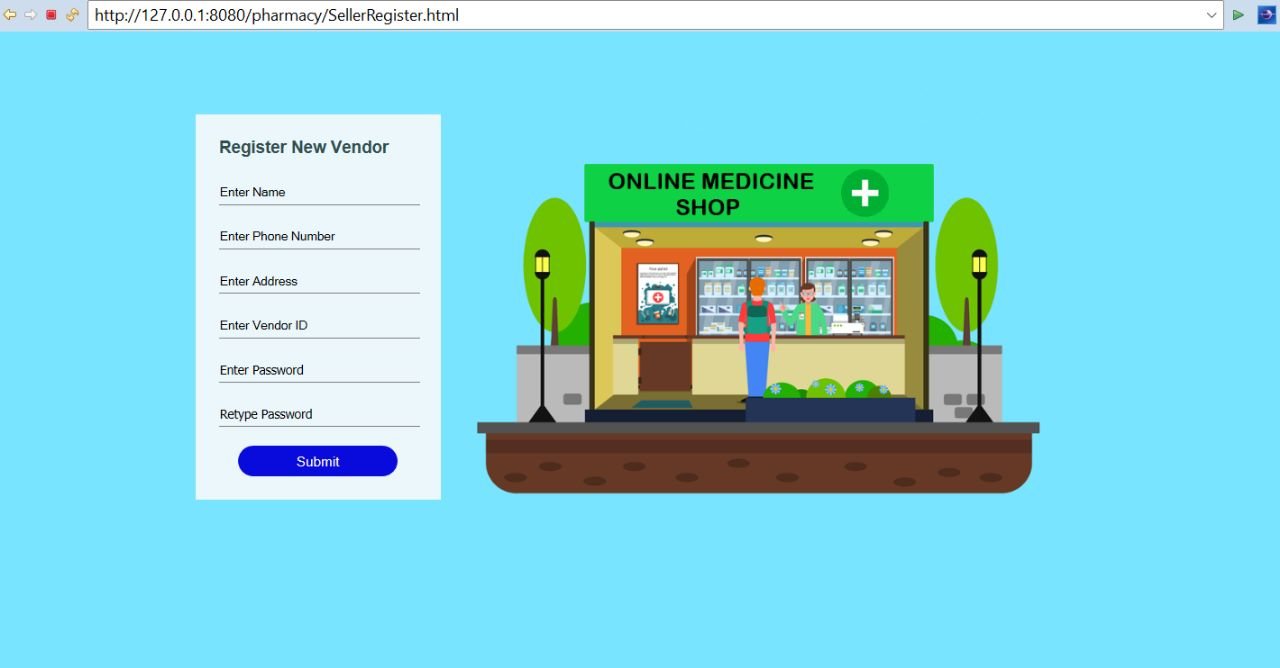 http://127.0.0.1:8080/pharmacy/SellerRegister.html
Register New Vendor
Enter Name
Enter Phone Number
Enter Address
Enter Vendor ID
Enter Password
Retype Password
Submit
ONLINE MEDICINE
SHOP